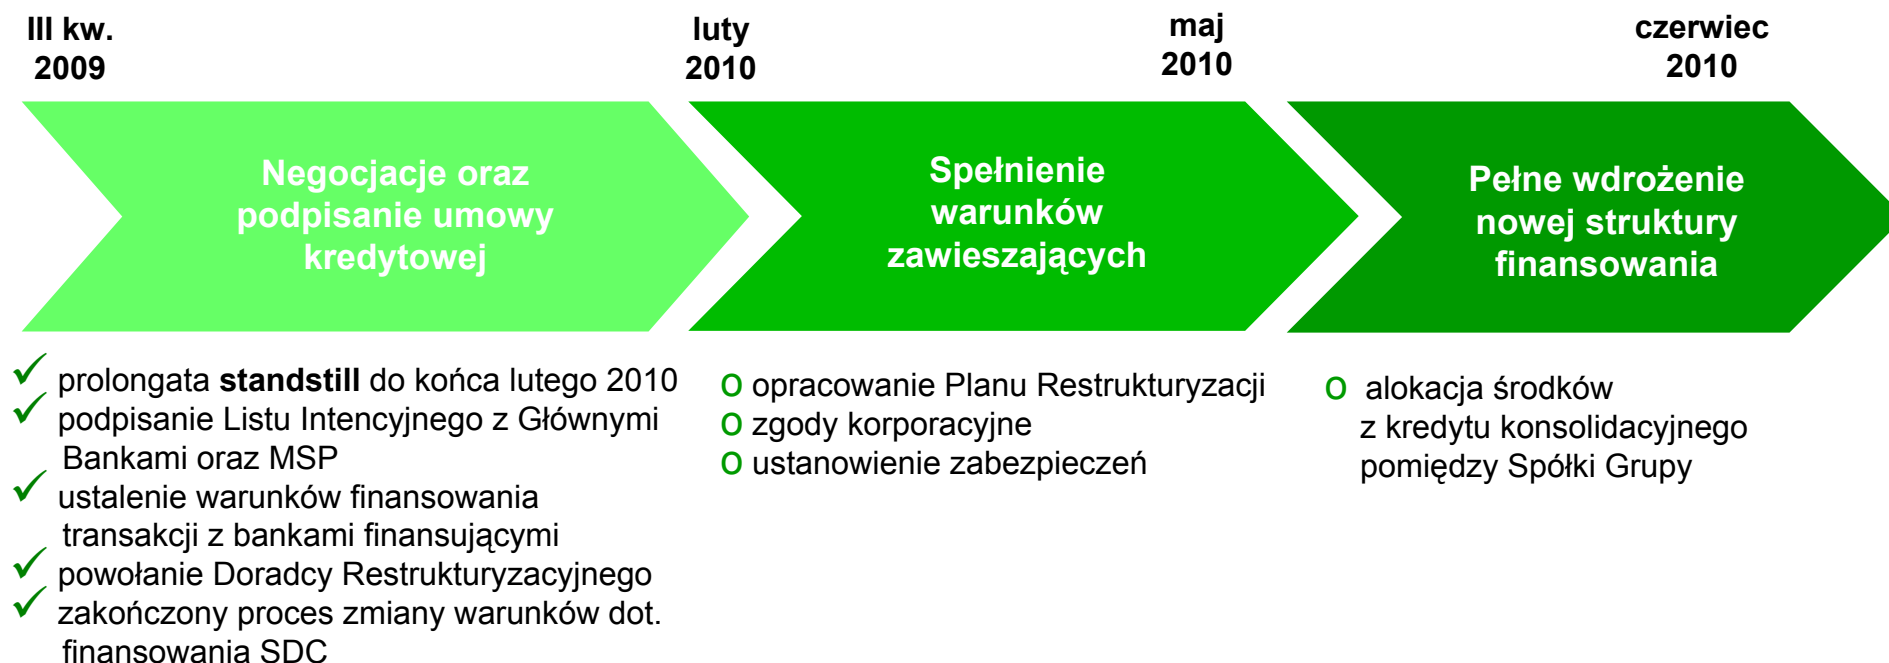 III kw.
2009
luty
2010
maj
2010
czerwiec
2010
Negocjacje oraz
podpisanie umowy
kredytowej
Spełnienie
warunków
zawieszających
Pełne wdrożenie
nowej struktury
finansowania
✓ prolongata standstill do końca lutego 2010
✓ podpisanie Listu Intencyjnego z Głównymi
Bankami oraz MSP
✓ ustalenie warunków finansowania
transakcji z bankami finansującymi
✓ powołanie Doradcy Restrukturyzacyjnego
✓ zakończony proces zmiany warunków dot.
finansowania SDC
o opracowanie Planu Restrukturyzacji
o zgody korporacyjne
o ustanowienie zabezpieczeń
o alokacja środków
z kredytu konsolidacyjnego
pomiędzy Spółki Grupy